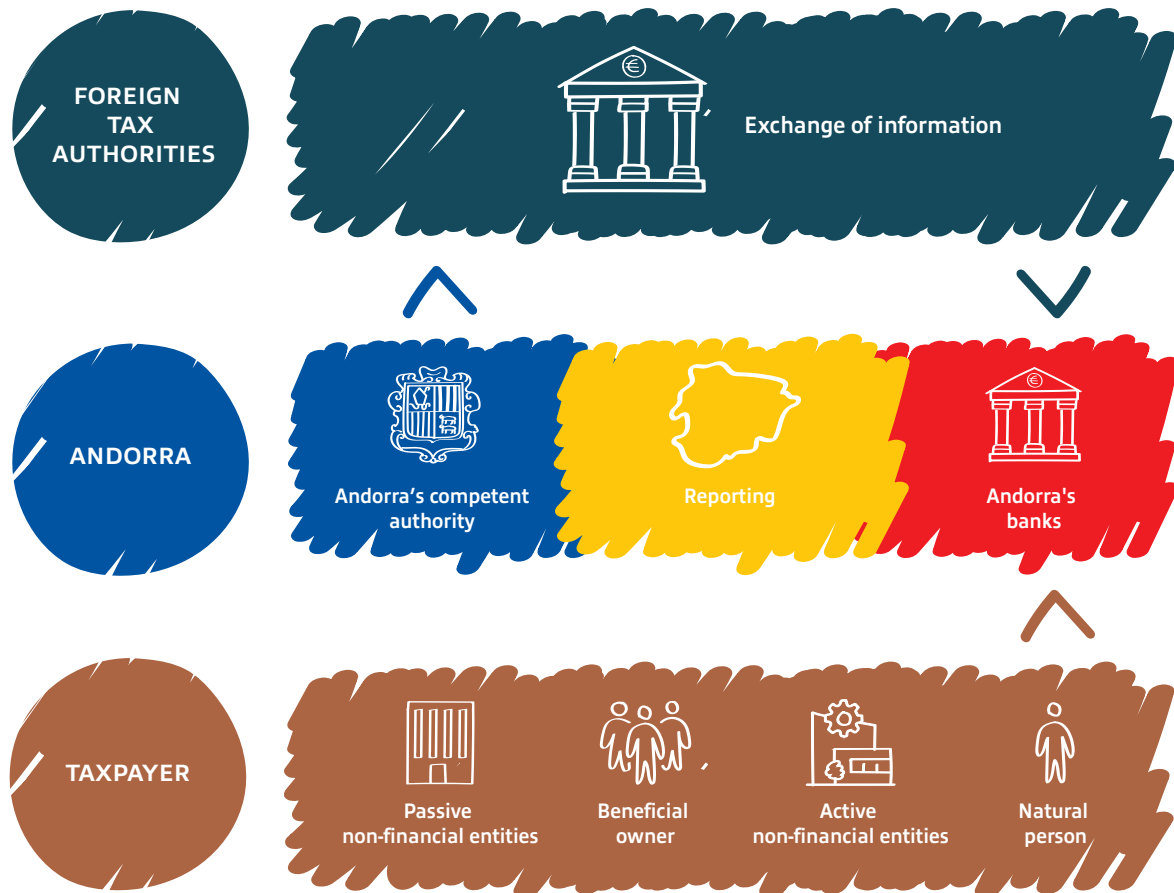 FOREIGN
TAX
AUTHORITIES
€
Exchange of information
ANDORRA
Andorra’s competent
authority
Reporting
€
Andorra's
banks
TAXPAYER
Passive
non-financial entities
Beneficial
owner
Active
non-financial entities
Natural
person